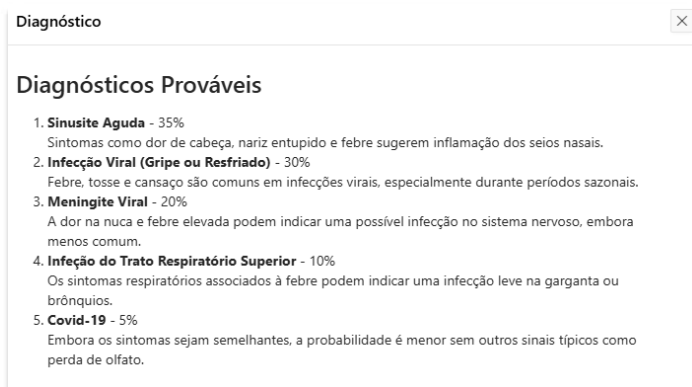 Diagnóstico
Diagnósticos Prováveis
1. Sinusite Aguda - 35%
Sintomas como dor de cabeça, nariz entupido e febre sugerem inflamação dos seios nasais.
2. Infecção Viral (Gripe ou Resfriado) - 30%
Febre, tosse e cansaço são comuns em infecções virais, especialmente durante períodos sazonais.
3. Meningite Viral - 20%
A dor na nuca e febre elevada podem indicar uma possível infecção no sistema nervoso, embora
menos comum.
4. Infeção do Trato Respiratório Superior - 10%
Os sintomas respiratórios associados à febre podem indicar uma infecção leve na garganta ou
brônquios.
5. Covid-19 - 5%
Embora os sintomas sejam semelhantes, a probabilidade é menor sem outros sinais típicos como
perda de olfato.